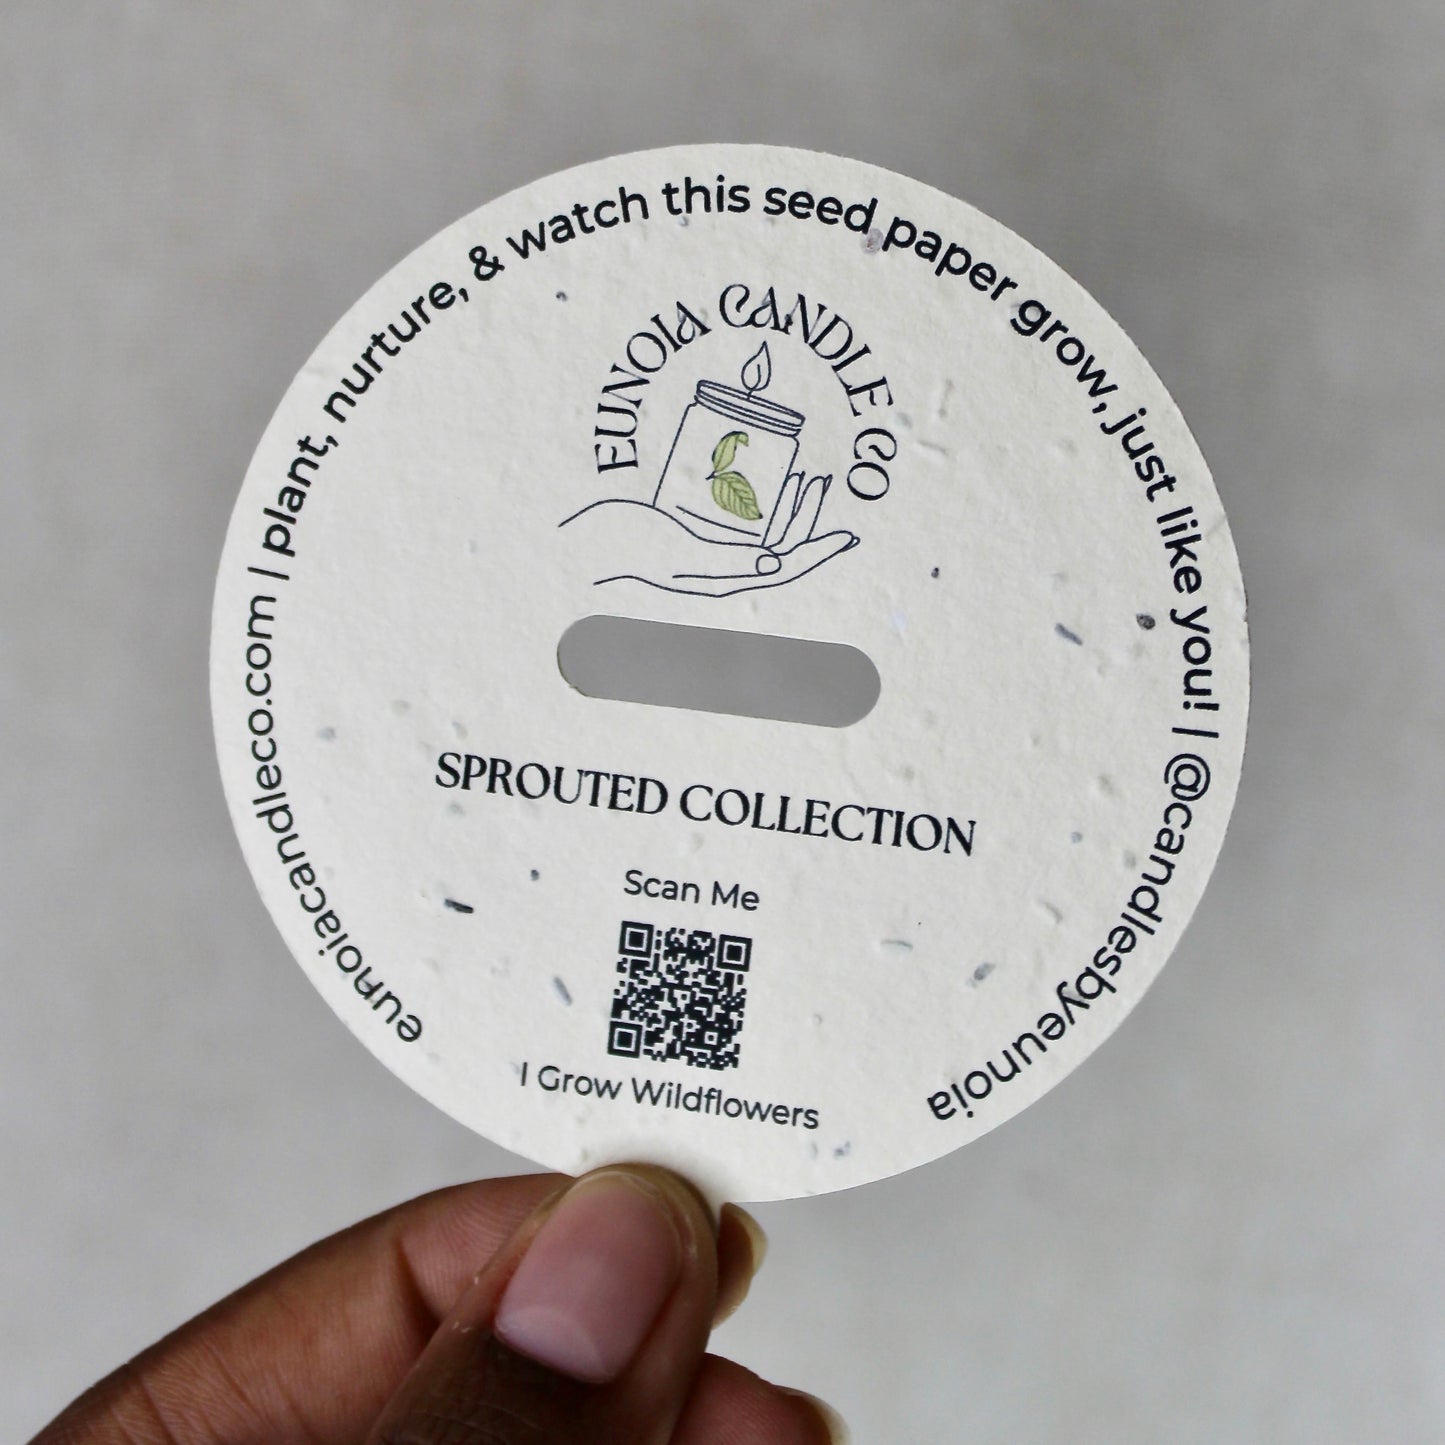 eunoiacandleco.com | plant, nurture, & watch this seed paper grow, just like you! | @candlesbyeunoia
EUNOIA CANDLE CO
SPROUTED COLLECTION
Scan Me
I Grow Wildflowers